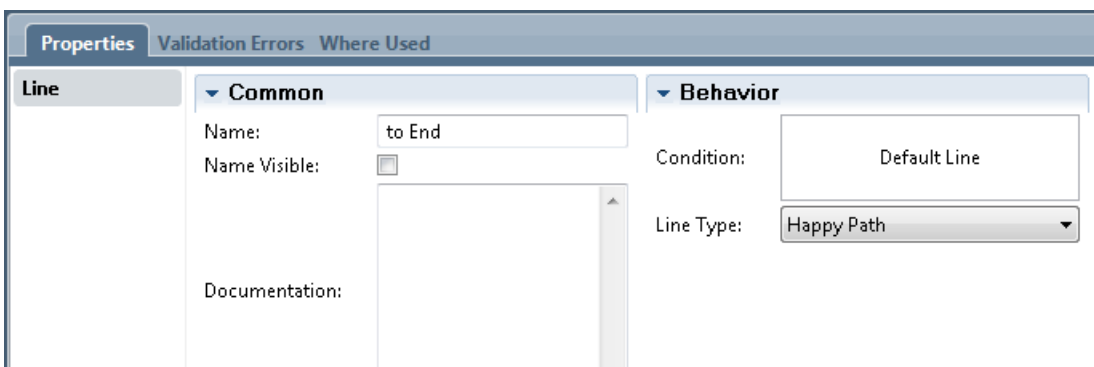 Properties Validation Errors Where Used
Line
Common
Name: to End
Name Visible:
Documentation:
Behavior
Condition: Default Line
Line Type: Happy Path